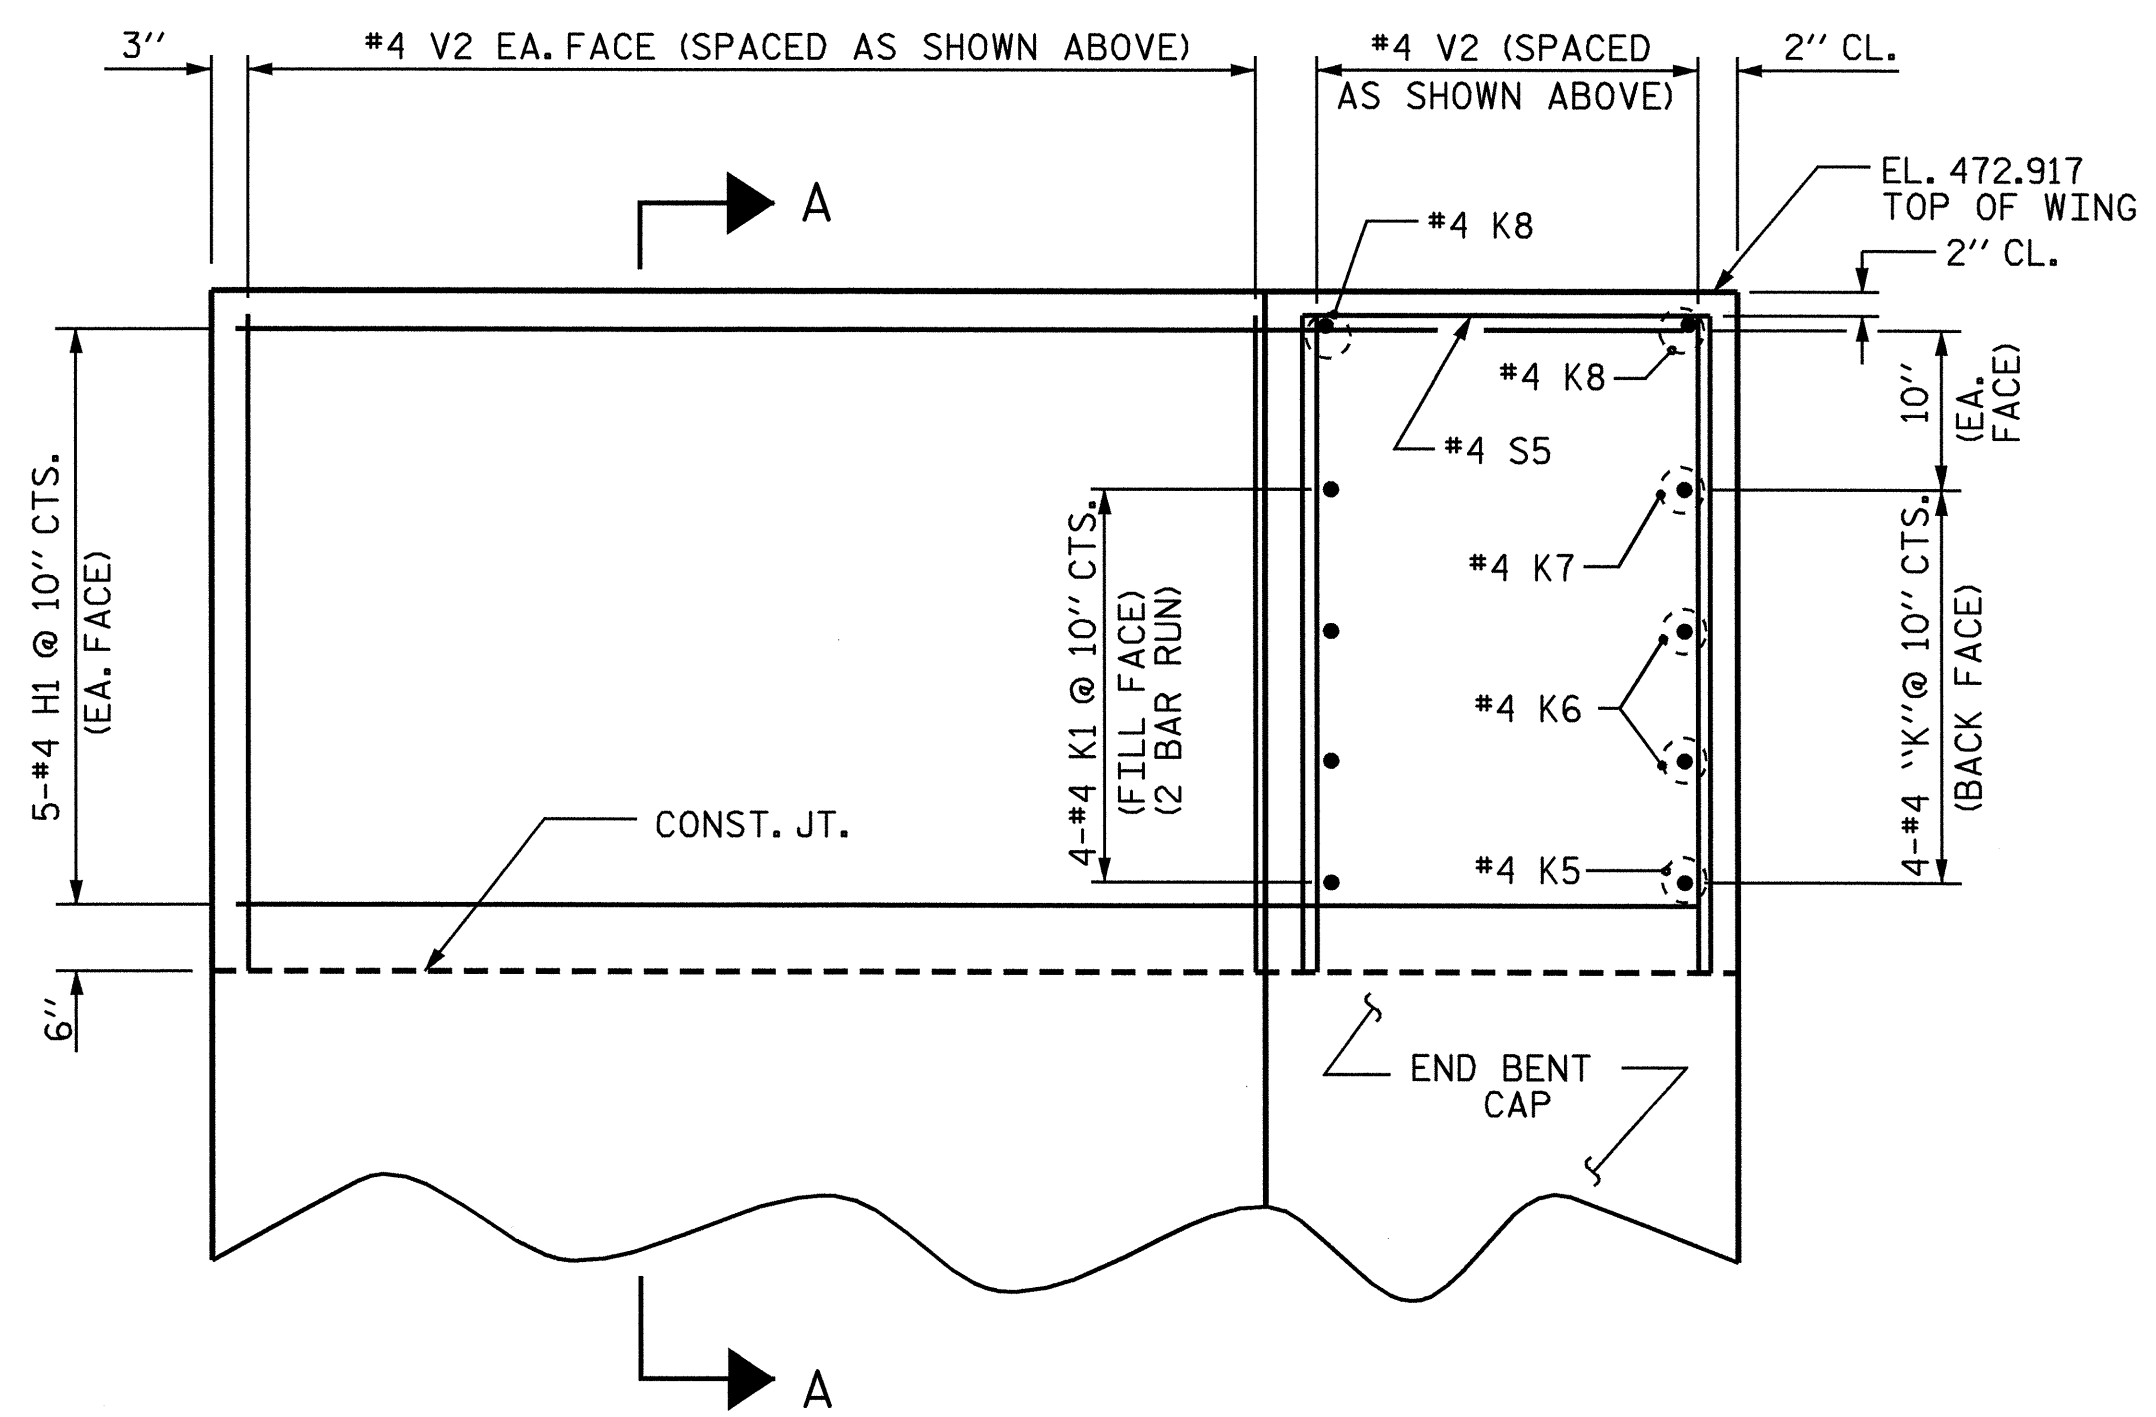 3"
#4 V2 EA. FACE (SPACED AS SHOWN ABOVE)
#4 V2 (SPACED
AS SHOWN ABOVE)
2" CL.
A
#4 K8
EL. 472.917
TOP OF WING
2" CL.
#4 K8
10"
(EA.
FACE)
#4 S5
5-#4 H1 @ 10" CTS.
(EA. FACE)
4-#4 K1 @ 10" CTS.
(FILL FACE)
(2 BAR RUN)
#4 K7
#4 K6
#4 K5
4-#4 "K"@ 10" CTS.
(BACK FACE)
CONST. JT.
6"
END BENT
CAP
A